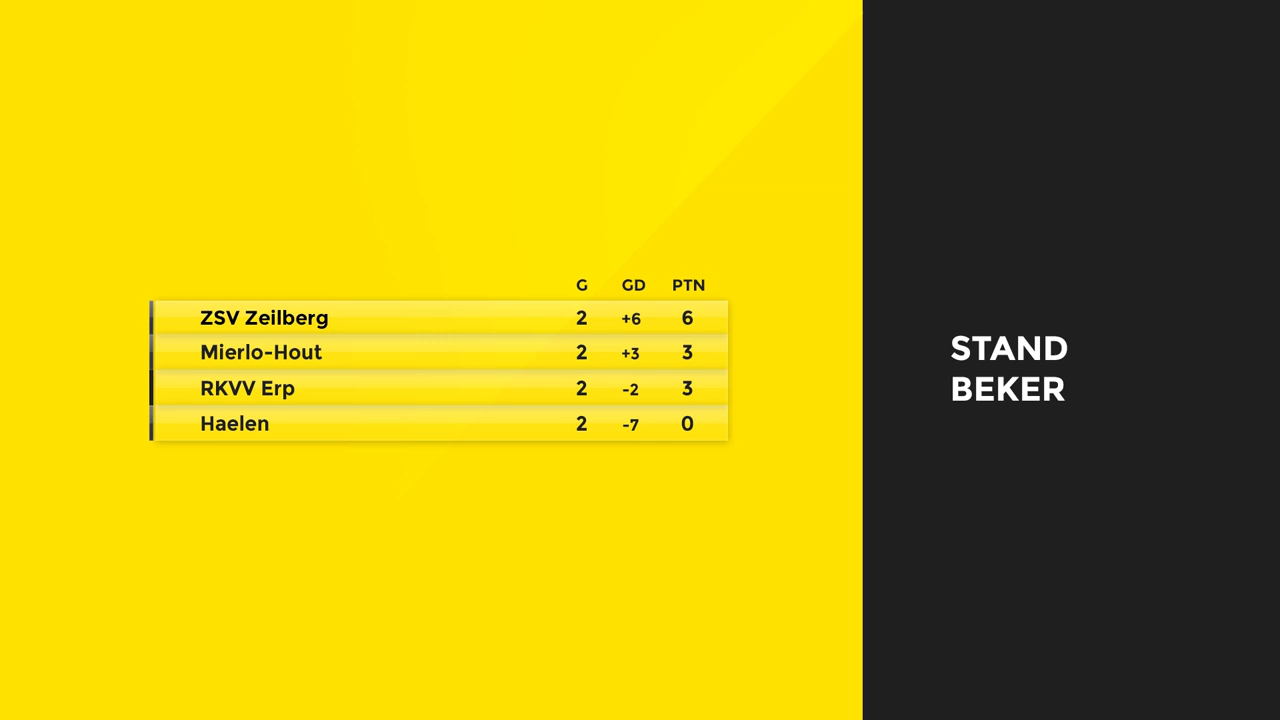 G GD PTN
ZSV Zeilberg 2 +6 6
Mierlo-Hout 2 +3 3
RKVV Erp 2 -2 3
Haelen 2 -7 0
STAND
BEKER